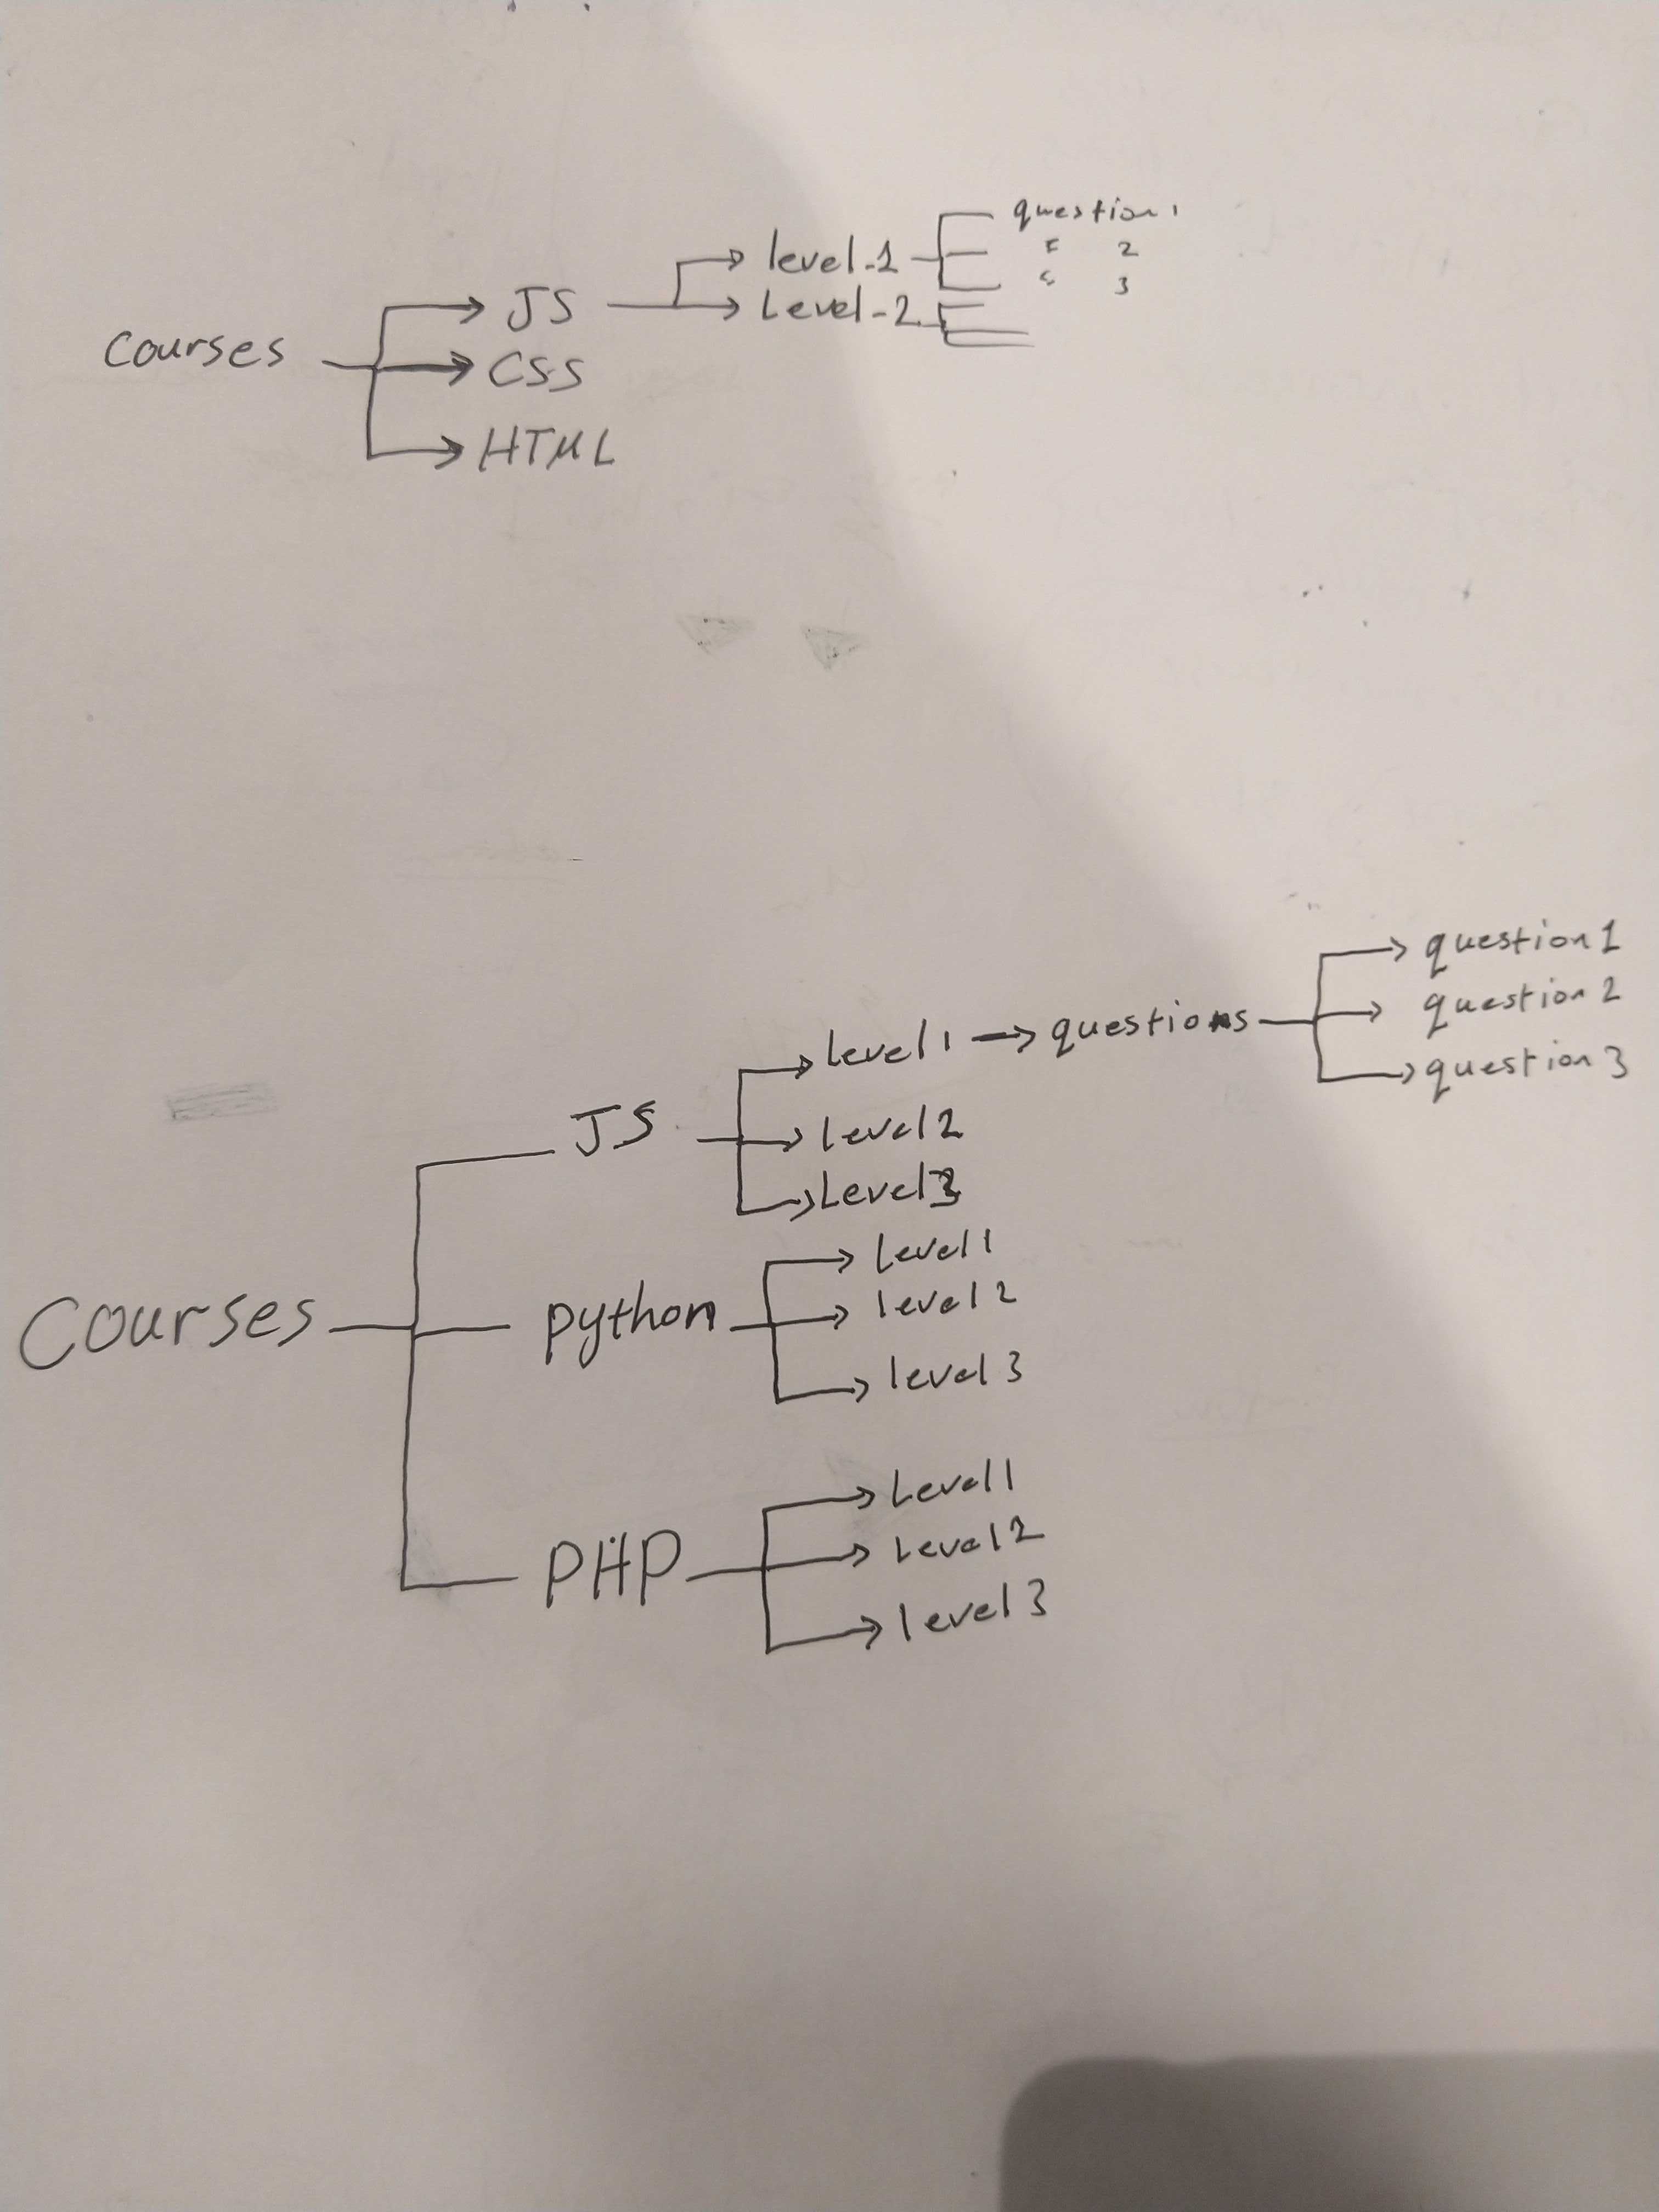 question 1
" 2
" 3
level-1
Level-2
JS
courses
CSS
HTML
question 1
question 2
question 3
level 1
questions
JS
level 2
Level 3
level 1
Courses
python
level 2
level 3
Level 1
PHP
Level 2
level 3